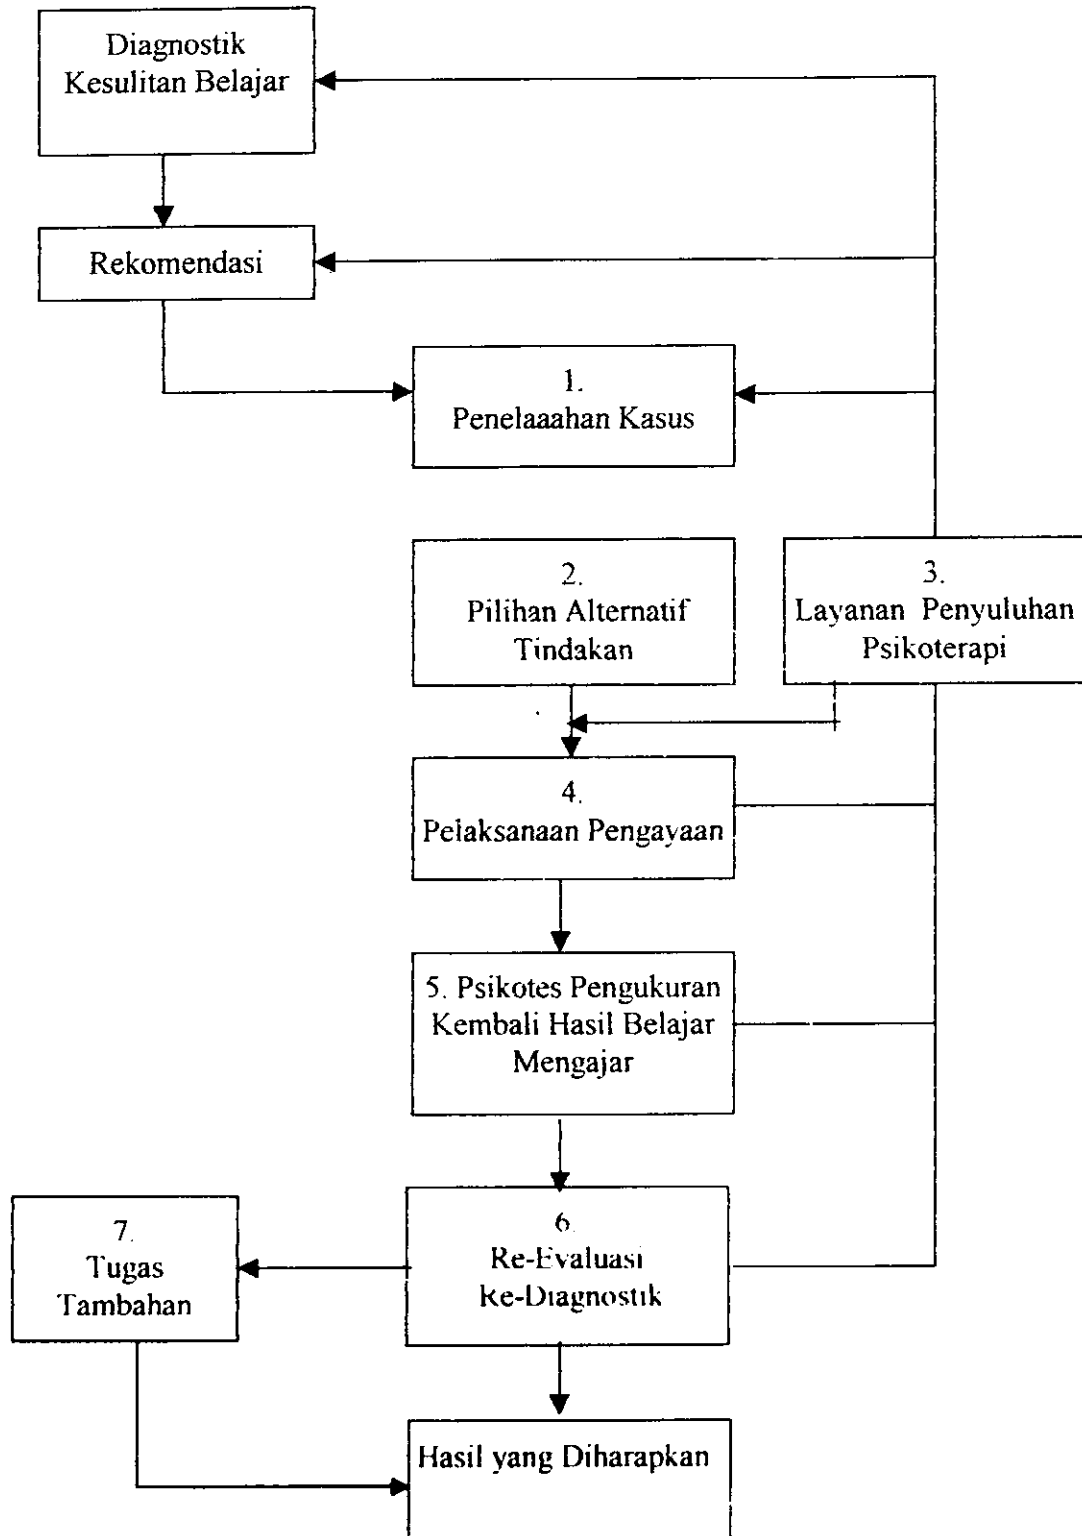 Diagnostik
Kesulitan Belajar
Rekomendasi
1.
Penelaaahan Kasus
2.
Pilihan Alternatif
Tindakan
3.
Layanan Penyuluhan
Psikoterapi
4.
Pelaksanaan Pengayaan
5. Psikotes Pengukuran
Kembali Hasil Belajar
Mengajar
6.
Re-Evaluasi
Re-Diagnostik
7.
Tugas
Tambahan
Hasil yang Diharapkan